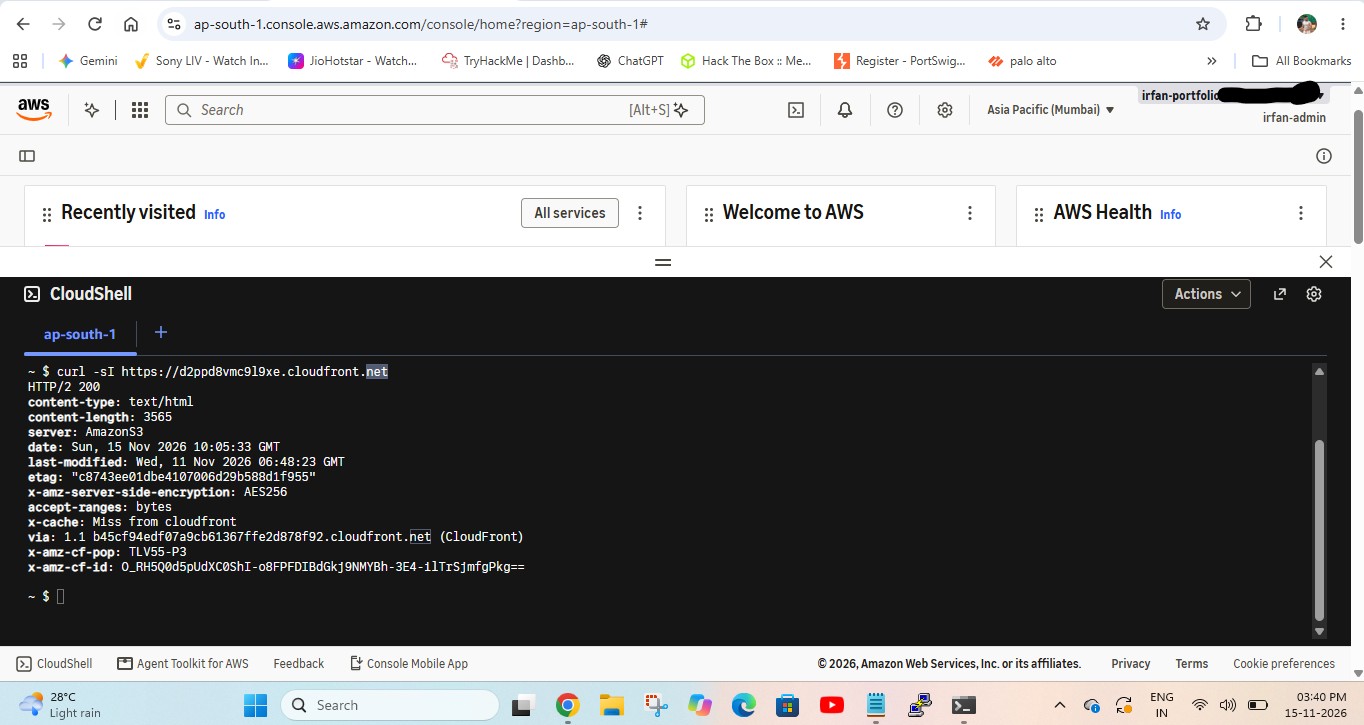 ap-south-1.console.aws.amazon.com/console/home?region=ap-south-1#
Gemini Sony LIV - Watch In... JioHotstar - Watch... TryHackMe | Dashb... ChatGPT Hack The Box :: Me... Register - PortSwig... palo alto » All Bookmarks
aws Search [Alt+S] Asia Pacific (Mumbai) irfan-portfolio
irfan-admin
Recently visited Info All services Welcome to AWS AWS Health Info
CloudShell Actions
ap-south-1 +
~ $ curl -sI https://d2ppd8vmc9l9xe.cloudfront.net
HTTP/2 200
content-type: text/html
content-length: 3565
server: AmazonS3
date: Sun, 15 Nov 2026 10:05:33 GMT
last-modified: Wed, 11 Nov 2026 06:48:23 GMT
etag: "c8743ee01dbe4107006d29b588d1f955"
x-amz-server-side-encryption: AES256
accept-ranges: bytes
x-cache: Miss from cloudfront
via: 1.1 b45cf94edf07a9cb61367ffe2d878f92.cloudfront.net (CloudFront)
x-amz-cf-pop: TLV55-P3
x-amz-cf-id: O_RH5Q0d5pUdXC0ShI-o8FPFDIBdGkj9NMYBh-3E4-ilTrSjmfgPkg==
~ $
CloudShell Agent Toolkit for AWS Feedback Console Mobile App © 2026, Amazon Web Services, Inc. or its affiliates. Privacy Terms Cookie preferences
28°C
Light rain
Search
ENG
IN
03:40 PM
15-11-2026